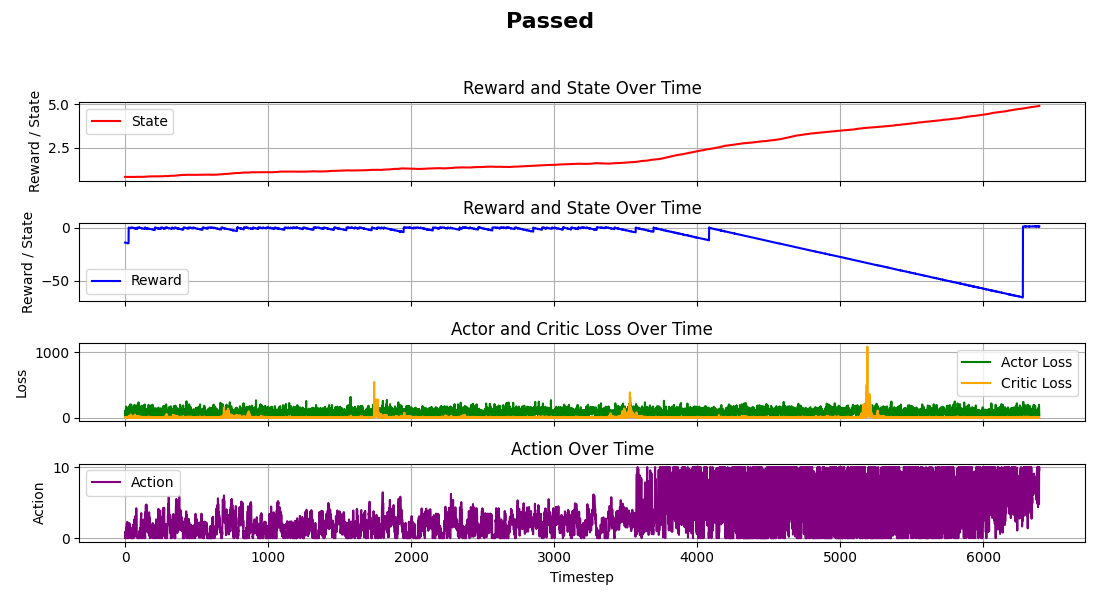 Passed
Reward and State Over Time
Reward / State
5.0
2.5
State
Reward and State Over Time
Reward / State
0
−50
Reward
Actor and Critic Loss Over Time
Loss
1000
0
Actor Loss
Critic Loss
Action Over Time
Action
10
0
Action
0 1000 2000 3000 4000 5000 6000
Timestep